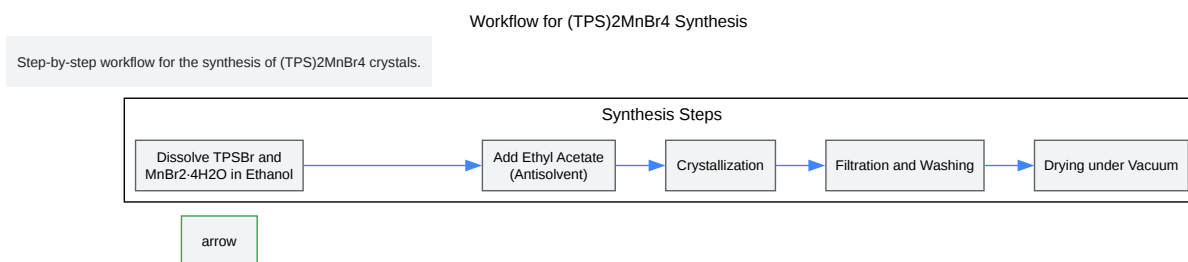 Workflow for (TPS)2MnBr4 Synthesis
Step-by-step workflow for the synthesis of (TPS)2MnBr4 crystals.
Synthesis Steps
Dissolve TPSBr and
MnBr2·4H2O in Ethanol
Add Ethyl Acetate
(Antisolvent)
Crystallization
Filtration and Washing
Drying under Vacuum
arrow